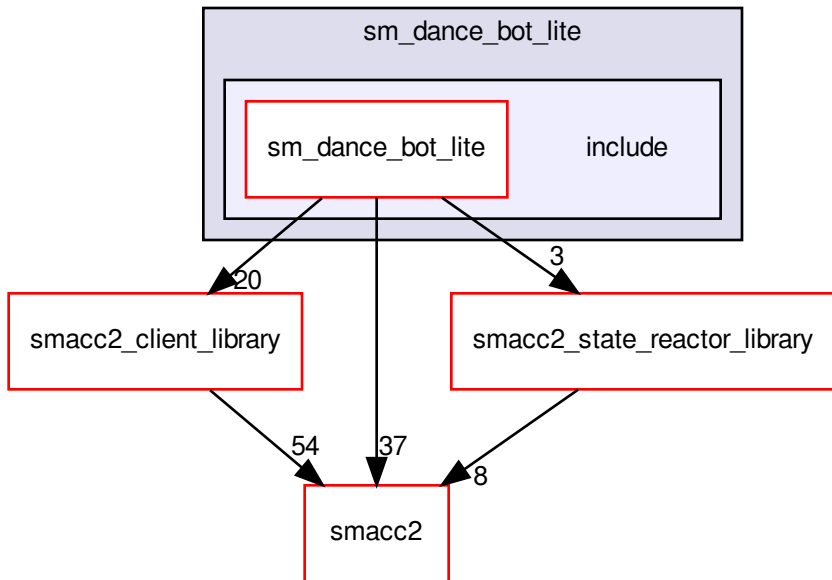 sm_dance_bot_lite
sm_dance_bot_lite
include
3
20
smacc2_client_library
smacc2_state_reactor_library
54
37
8
smacc2